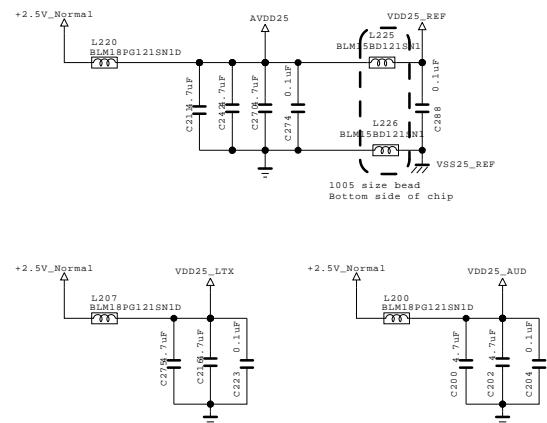 +2.5V_Normal
AVDD25
VDD25_REF
L220
BLM18PG121SN1D
L225
BLM15BD121SN1
C211
4.7uF
C242
4.7uF
C270
4.7uF
C274
0.1uF
C288
0.1uF
L226
BLM15BD121SN1
VSS25_REF
1005 size bead
Bottom side of chip
+2.5V_Normal
VDD25_LTX
L207
BLM18PG121SN1D
C275
4.7uF
C216
4.7uF
C223
0.1uF
+2.5V_Normal
VDD25_AUD
L200
BLM18PG121SN1D
C200
4.7uF
C202
4.7uF
C204
0.1uF